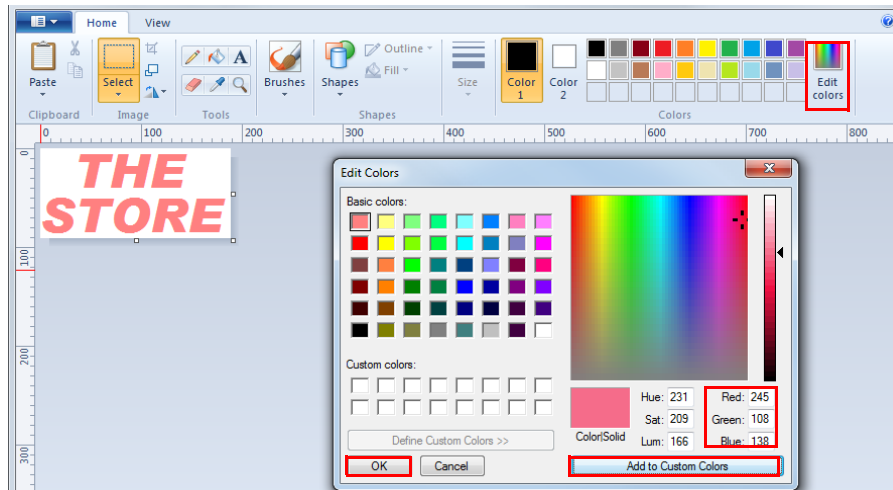 Home View
Paste
Select
Brushes
Shapes
Outline
Fill
Size
Color
1
Color
2
Edit
colors
Clipboard Image Tools Shapes Colors
0 100 200 300 400 500 600 700 800
0
100
200
300
THE
STORE
Edit Colors
Basic colors:
Custom colors:
Define Custom Colors >>
OK Cancel
Color|Solid
Hue: 231
Sat: 209
Lum: 166
Red: 245
Green: 108
Blue: 138
Add to Custom Colors